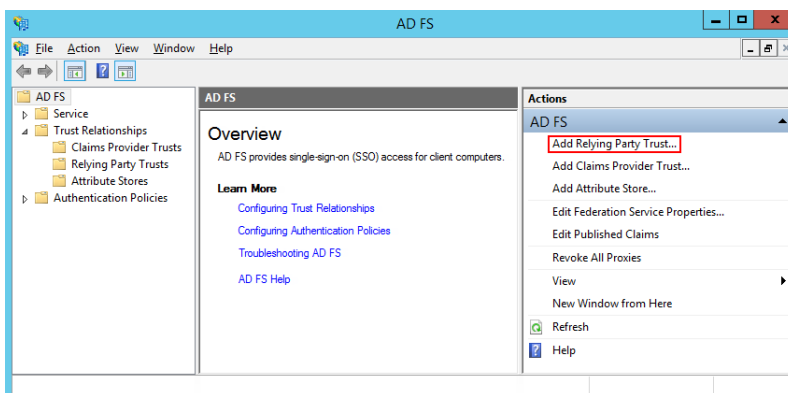 AD FS
File Action View Window Help
AD FS
Service
Trust Relationships
Claims Provider Trusts
Relying Party Trusts
Attribute Stores
Authentication Policies
AD FS
Overview
AD FS provides single-sign-on (SSO) access for client computers.
Learn More
Configuring Trust Relationships
Configuring Authentication Policies
Troubleshooting AD FS
AD FS Help
Actions
AD FS
Add Relying Party Trust...
Add Claims Provider Trust...
Add Attribute Store...
Edit Federation Service Properties...
Edit Published Claims
Revoke All Proxies
View
New Window from Here
Refresh
Help